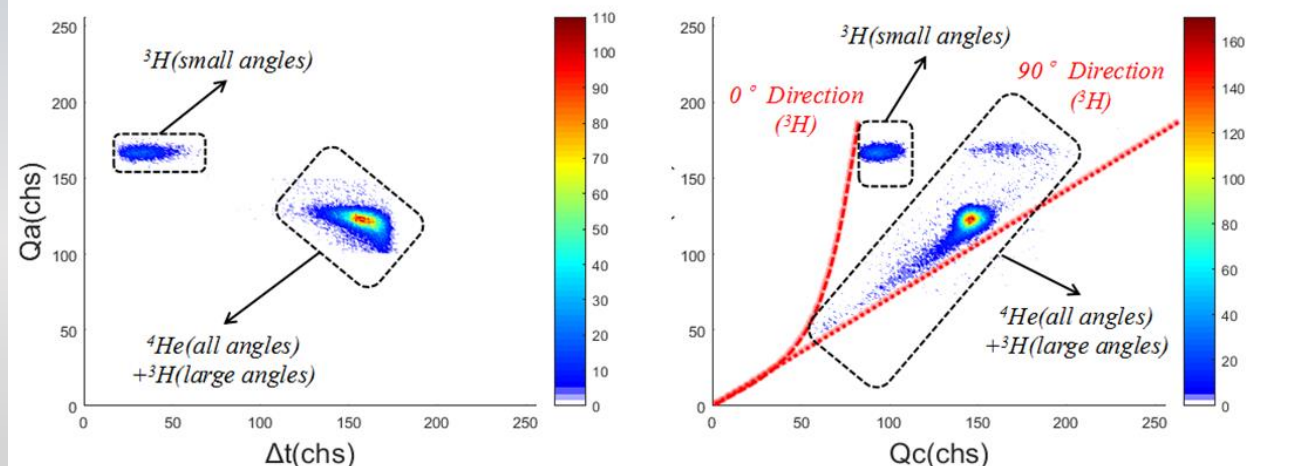 250
200
150
100
50
0
Qa(chs)
0 50 100 150 200 250
Δt(chs)
³H(small angles)
⁴He(all angles)
+³H(large angles)
110
100
90
80
70
60
50
40
30
20
10
0
250
200
150
100
50
0
0 50 100 150 200 250
Qc(chs)
³H(small angles)
0° Direction
(³H)
90° Direction
(³H)
⁴He(all angles)
+³H(large angles)
160
140
120
100
80
60
40
20
0